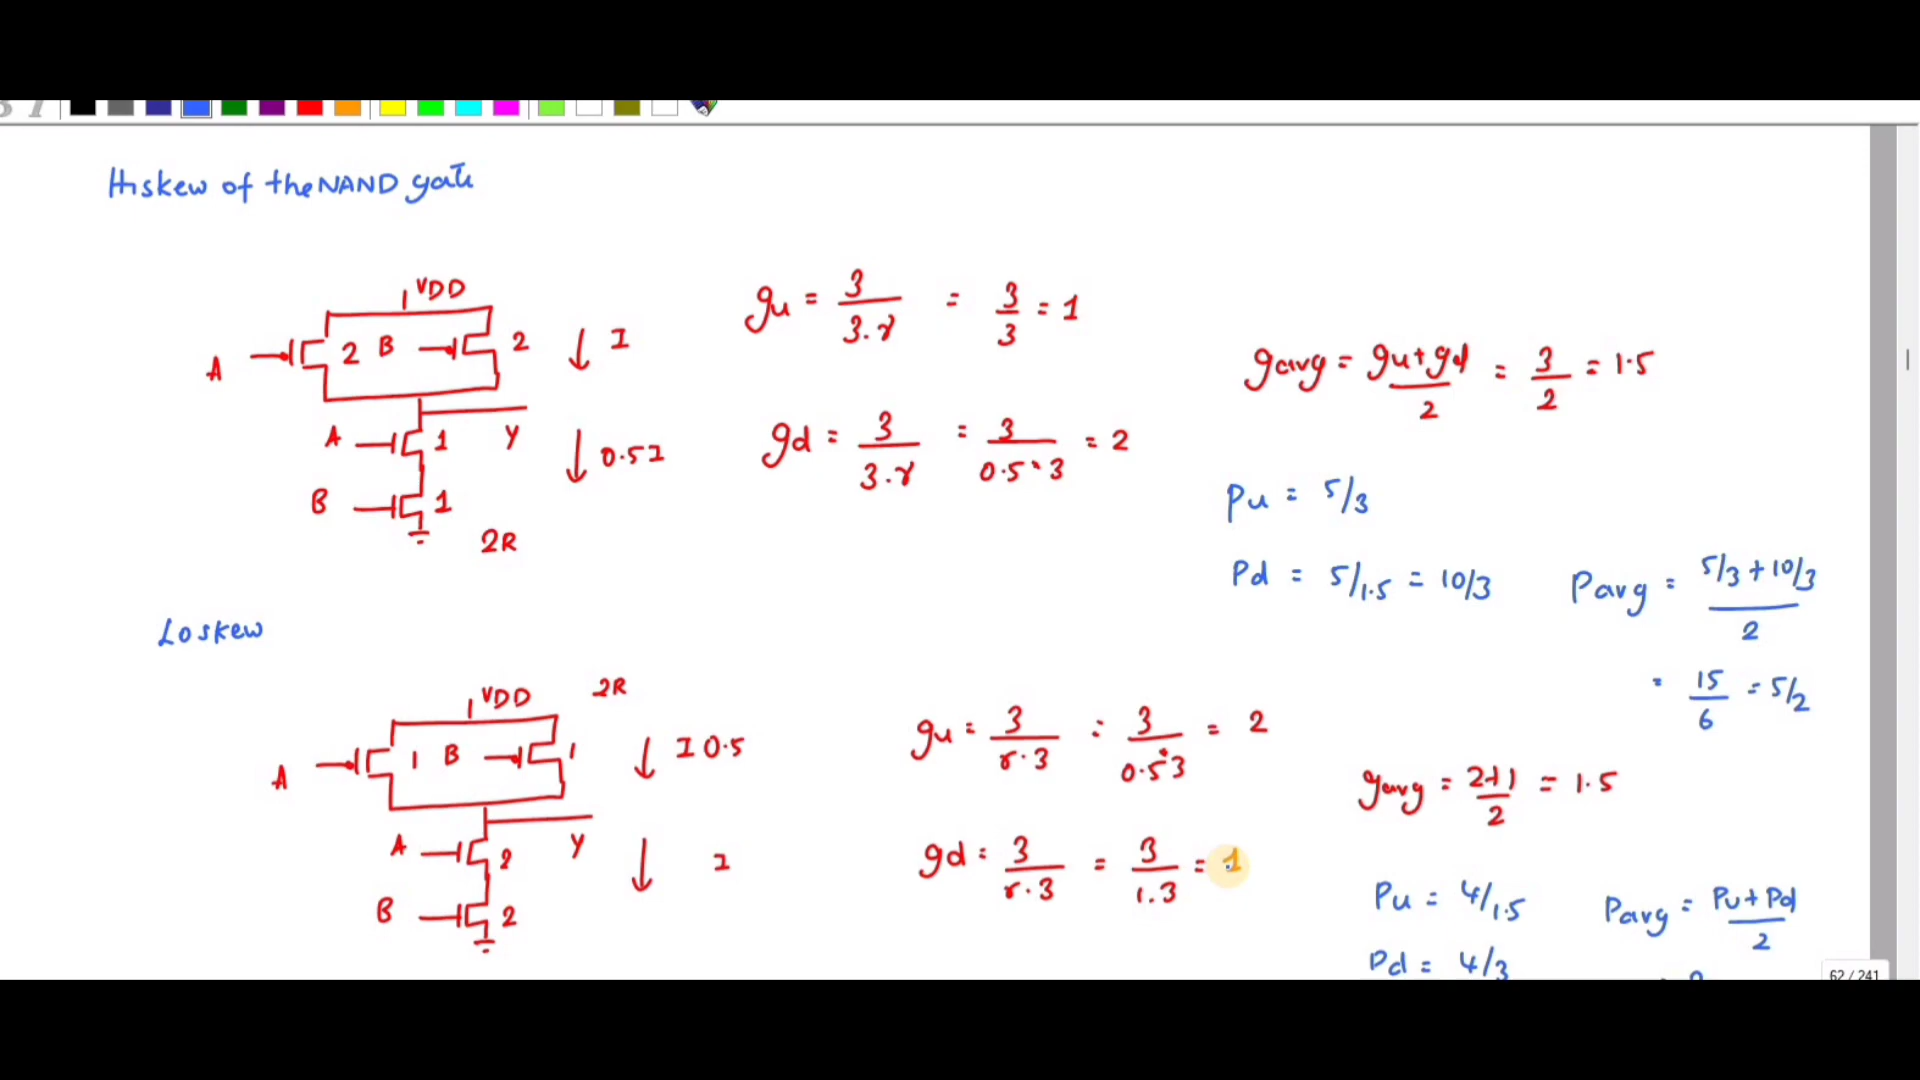 Hiskew of the NAND gate
VDD
A 2 B 2 ↓ I
A 1 Y ↓ 0.5I
B 1
2R
gu = 3/3.r = 3/3 = 1
gd = 3/3.r = 3/0.5·3 = 2
gavg = gu+gd/2 = 3/2 = 1.5
Pu = 5/3
Pd = 5/1.5 = 10/3
Pavg = 5/3+10/3/2
= 15/6 = 5/2
Loskew
VDD 2R
A 1 B 1 ↓ I 0.5
A 2 Y ↓ I
B 2
gu = 3/r.3 = 3/0.5·3 = 2
gd = 3/r.3 = 3/1.3 = 1
gavg = 2+1/2 = 1.5
Pu = 4/1.5
Pavg = Pu+Pd/2
Pd = 4/3
62 / 241